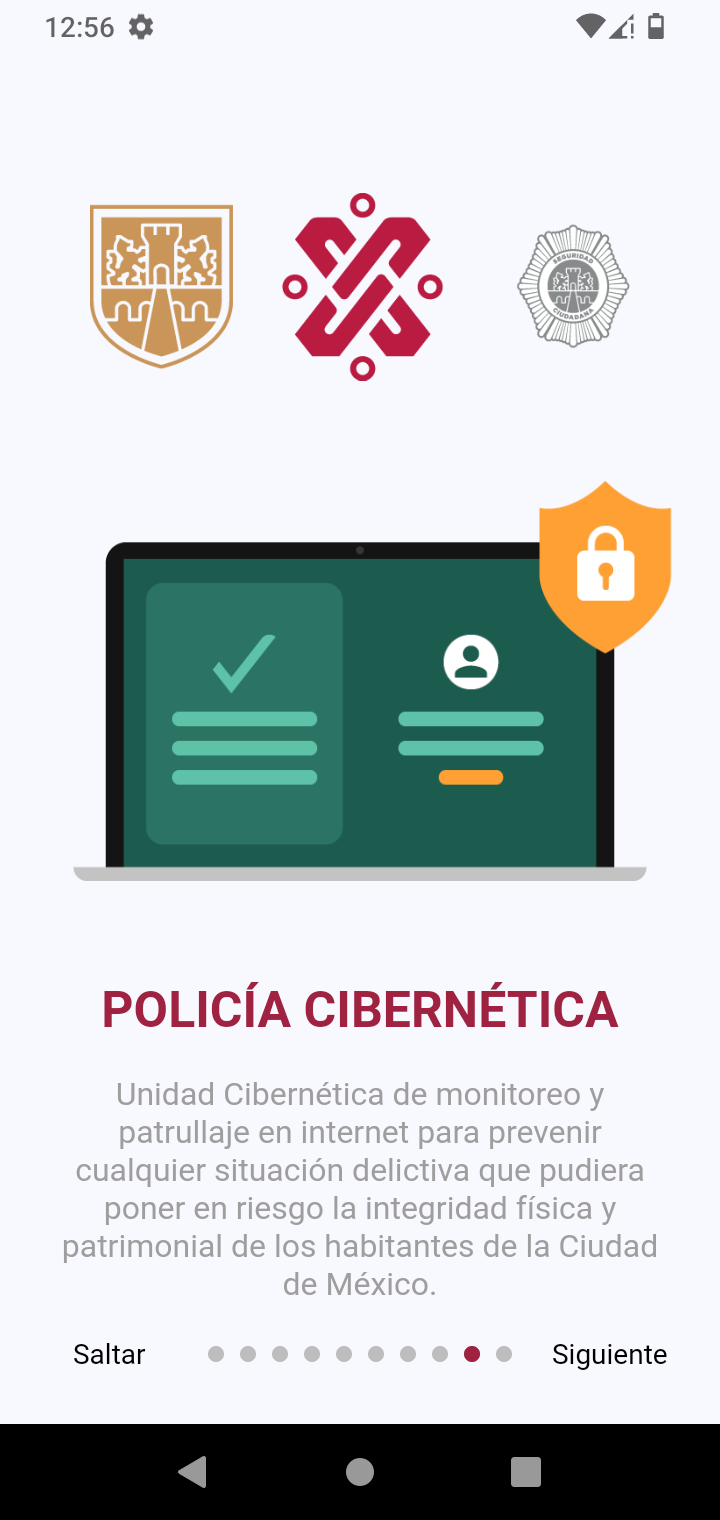 12:56
SEGURIDAD
CIUDADANA
POLICÍA CIBERNÉTICA
Unidad Cibernética de monitoreo y
patrullaje en internet para prevenir
cualquier situación delictiva que pudiera
poner en riesgo la integridad física y
patrimonial de los habitantes de la Ciudad
de México.
Saltar
Siguiente